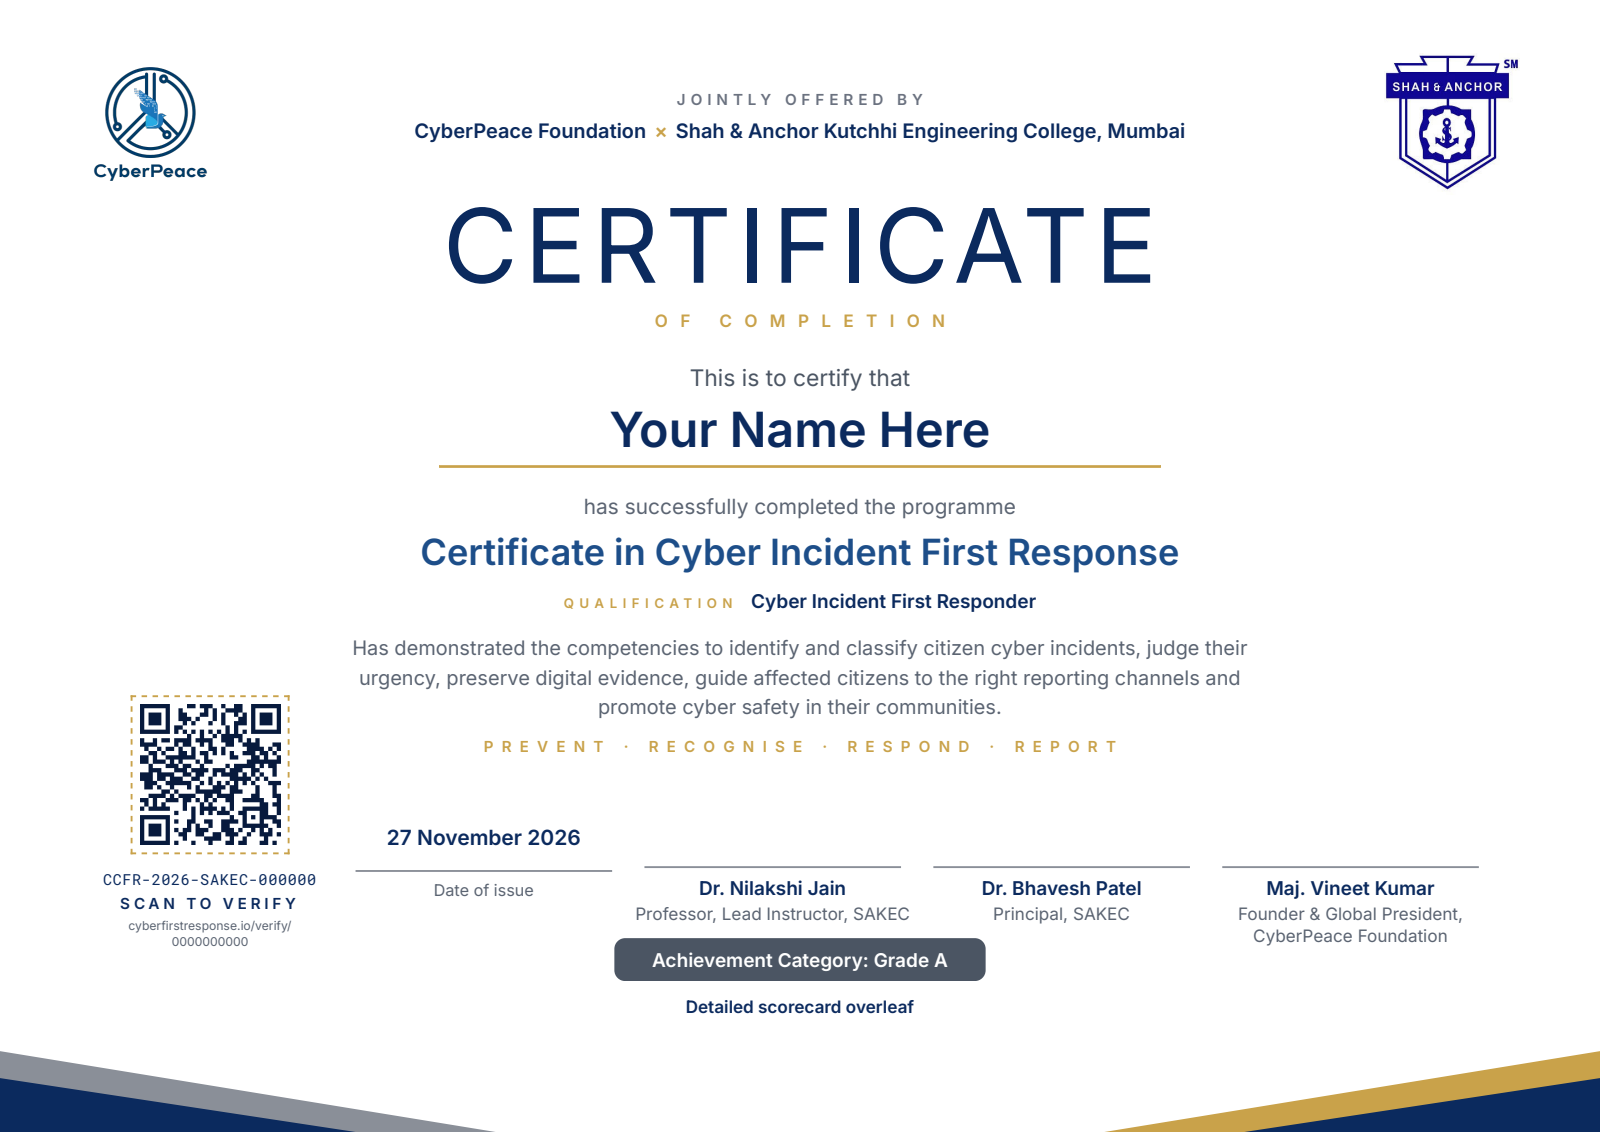 CyberPeace
SHAH & ANCHOR
SM
JOINTLY OFFERED BY
CyberPeace Foundation × Shah & Anchor Kutchhi Engineering College, Mumbai
CERTIFICATE
OF COMPLETION
This is to certify that
Your Name Here
has successfully completed the programme
Certificate in Cyber Incident First Response
QUALIFICATION Cyber Incident First Responder
Has demonstrated the competencies to identify and classify citizen cyber incidents, judge their
urgency, preserve digital evidence, guide affected citizens to the right reporting channels and
promote cyber safety in their communities.
PREVENT · RECOGNISE · RESPOND · REPORT
CCFR-2026-SAKEC-000000
SCAN TO VERIFY
cyberfirstresponse.io/verify/
0000000000
27 November 2026
Date of issue
Dr. Nilakshi Jain
Professor, Lead Instructor, SAKEC
Dr. Bhavesh Patel
Principal, SAKEC
Maj. Vineet Kumar
Founder & Global President,
CyberPeace Foundation
Achievement Category: Grade A
Detailed scorecard overleaf